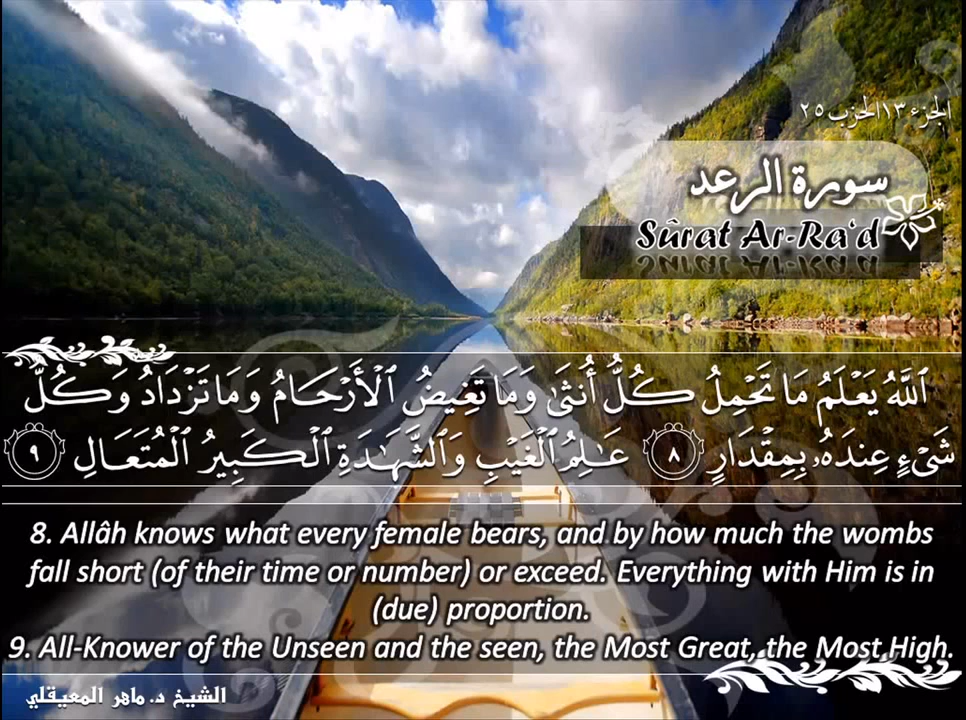 الجزء ١٣ الحزب ٢٥
سورة الرعد
Sûrat Ar-Ra‘d
ٱللَّهُ يَعۡلَمُ مَا تَحۡمِلُ كُلُّ أُنثَىٰ وَمَا تَغِيضُ ٱلۡأَرۡحَامُ وَمَا تَزۡدَادُۚ وَكُلُّ
شَيۡءٍ عِندَهُۥ بِمِقۡدَارٍ ٨ عَٰلِمُ ٱلۡغَيۡبِ وَٱلشَّهَٰدَةِ ٱلۡكَبِيرُ ٱلۡمُتَعَالِ ٩
8. Allâh knows what every female bears, and by how much the wombs
fall short (of their time or number) or exceed. Everything with Him is in
(due) proportion.
9. All-Knower of the Unseen and the seen, the Most Great, the Most High.
الشيخ د. ماهر المعيقلي